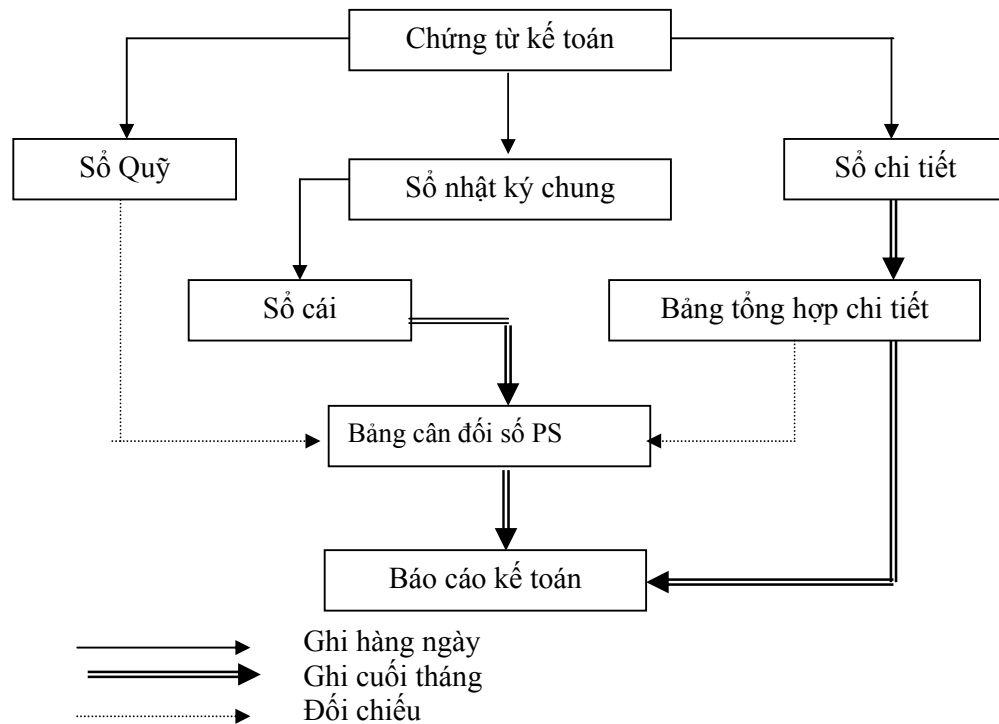 Chứng từ kế toán
Sổ Quỹ
Sổ nhật ký chung
Sổ chi tiết
Sổ cái
Bảng tổng hợp chi tiết
Bảng cân đối số PS
Báo cáo kế toán
Ghi hàng ngày
Ghi cuối tháng
Đối chiếu